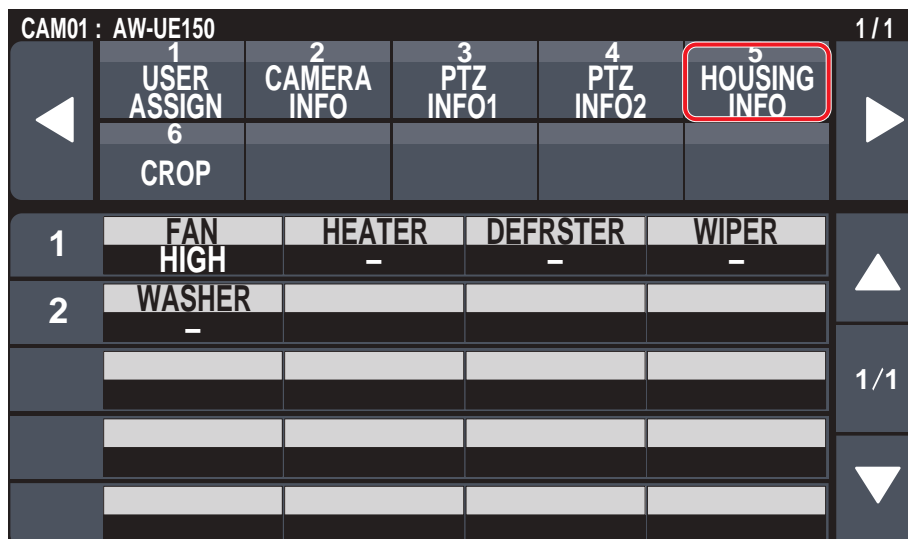 CAM01 : AW-UE150 1/1
1 2 3 4 5
USER CAMERA PTZ PTZ HOUSING
ASSIGN INFO INFO1 INFO2 INFO
6
CROP
1 FAN HEATER DEFRSTER WIPER
HIGH – – –
2 WASHER
–
1/1